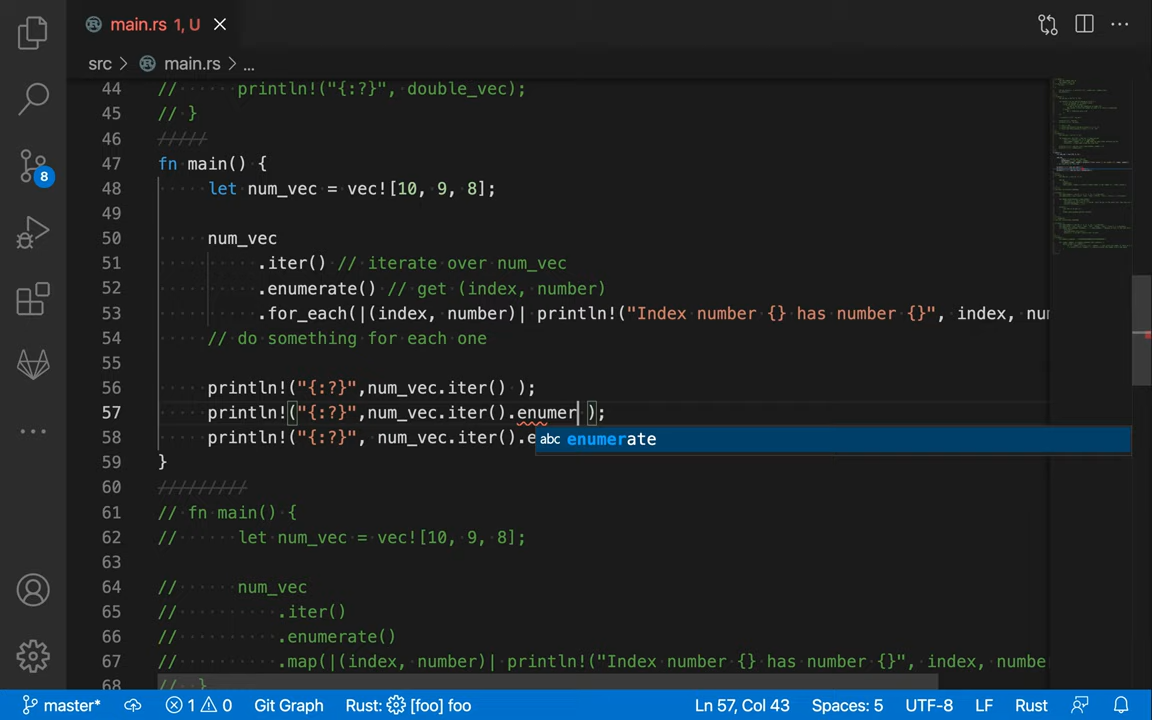 main.rs 1, U
src > main.rs > ...
44 // println!("{:?}", double_vec);
45 // }
46 /////
47 fn main() {
48 let num_vec = vec![10, 9, 8];
49
50 num_vec
51 .iter() // iterate over num_vec
52 .enumerate() // get (index, number)
53 .for_each(|(index, number)| println!("Index number {} has number {}", index, num
54 // do something for each one
55
56 println!("{:?}",num_vec.iter() );
57 println!("{:?}",num_vec.iter().enumer );
58 println!("{:?}", num_vec.iter().e
abc enumerate
59 }
60 /////////
61 // fn main() {
62 // let num_vec = vec![10, 9, 8];
63
64 // num_vec
65 // .iter()
66 // .enumerate()
67 // .map(|(index, number)| println!("Index number {} has number {}", index, numbe
68 // }
8
master* 1 0 Git Graph Rust: [foo] foo Ln 57, Col 43 Spaces: 5 UTF-8 LF Rust